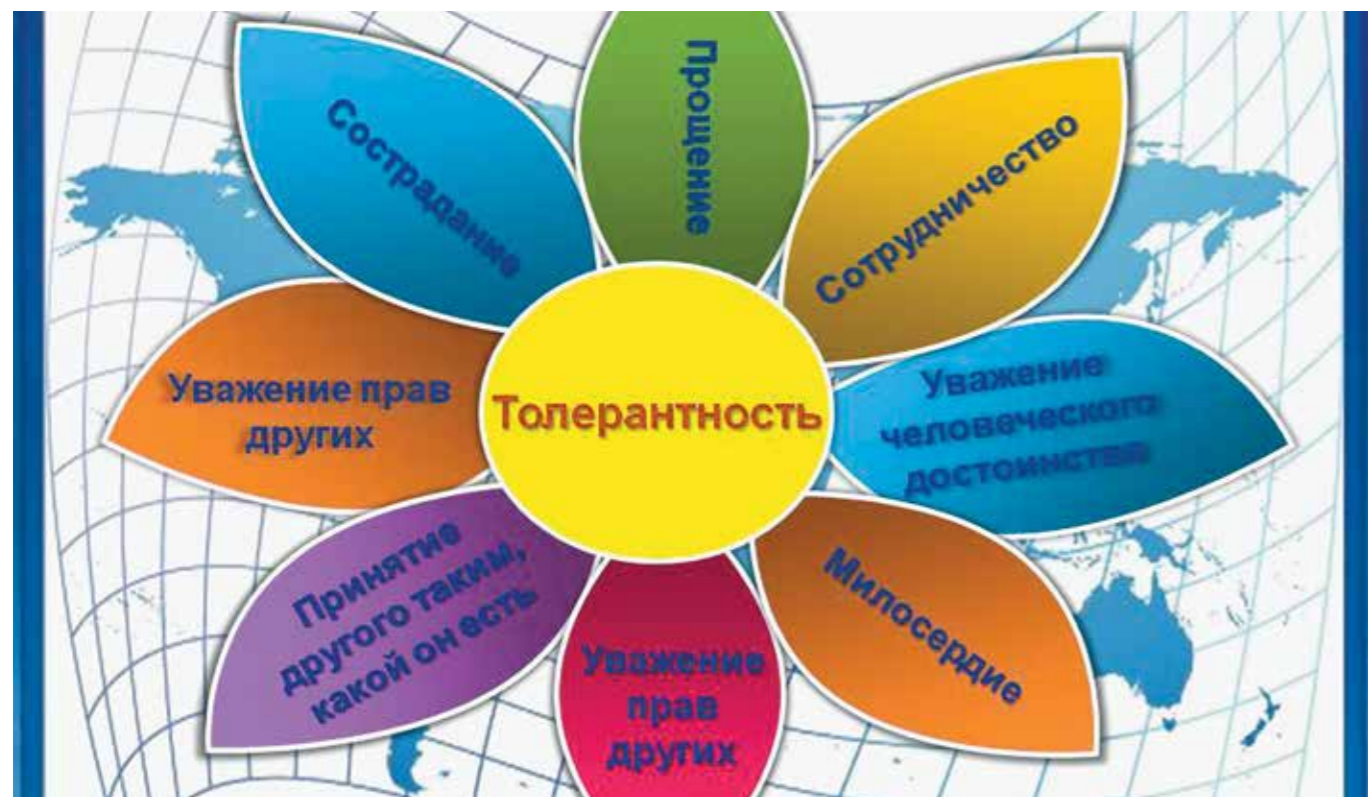 Прощение
Сострадание
Сотрудничество
Уважение прав
других
Толерантность
Уважение
человеческого
достоинства
Принятие
другого таким,
какой он есть
Уважение
прав
других
Милосердие